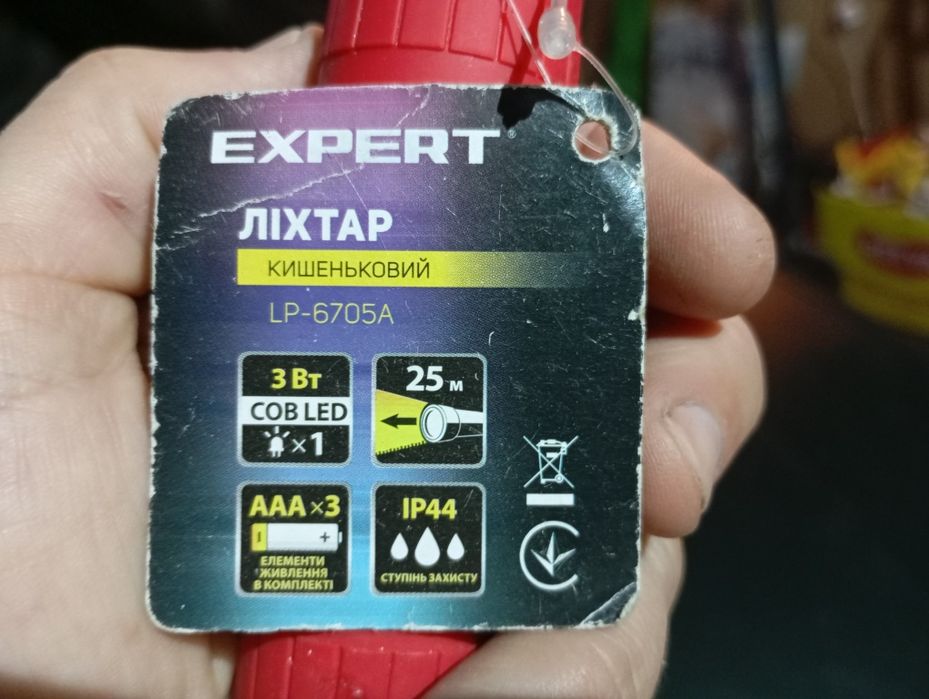 EXPERT®
ЛІХТАР
КИШЕНЬКОВИЙ
LP-6705A
3 Вт
COB LED
×1
25 м
AAA ×3
+
ЕЛЕМЕНТИ
ЖИВЛЕННЯ
В КОМПЛЕКТІ
IP44
СТУПІНЬ ЗАХИСТУ